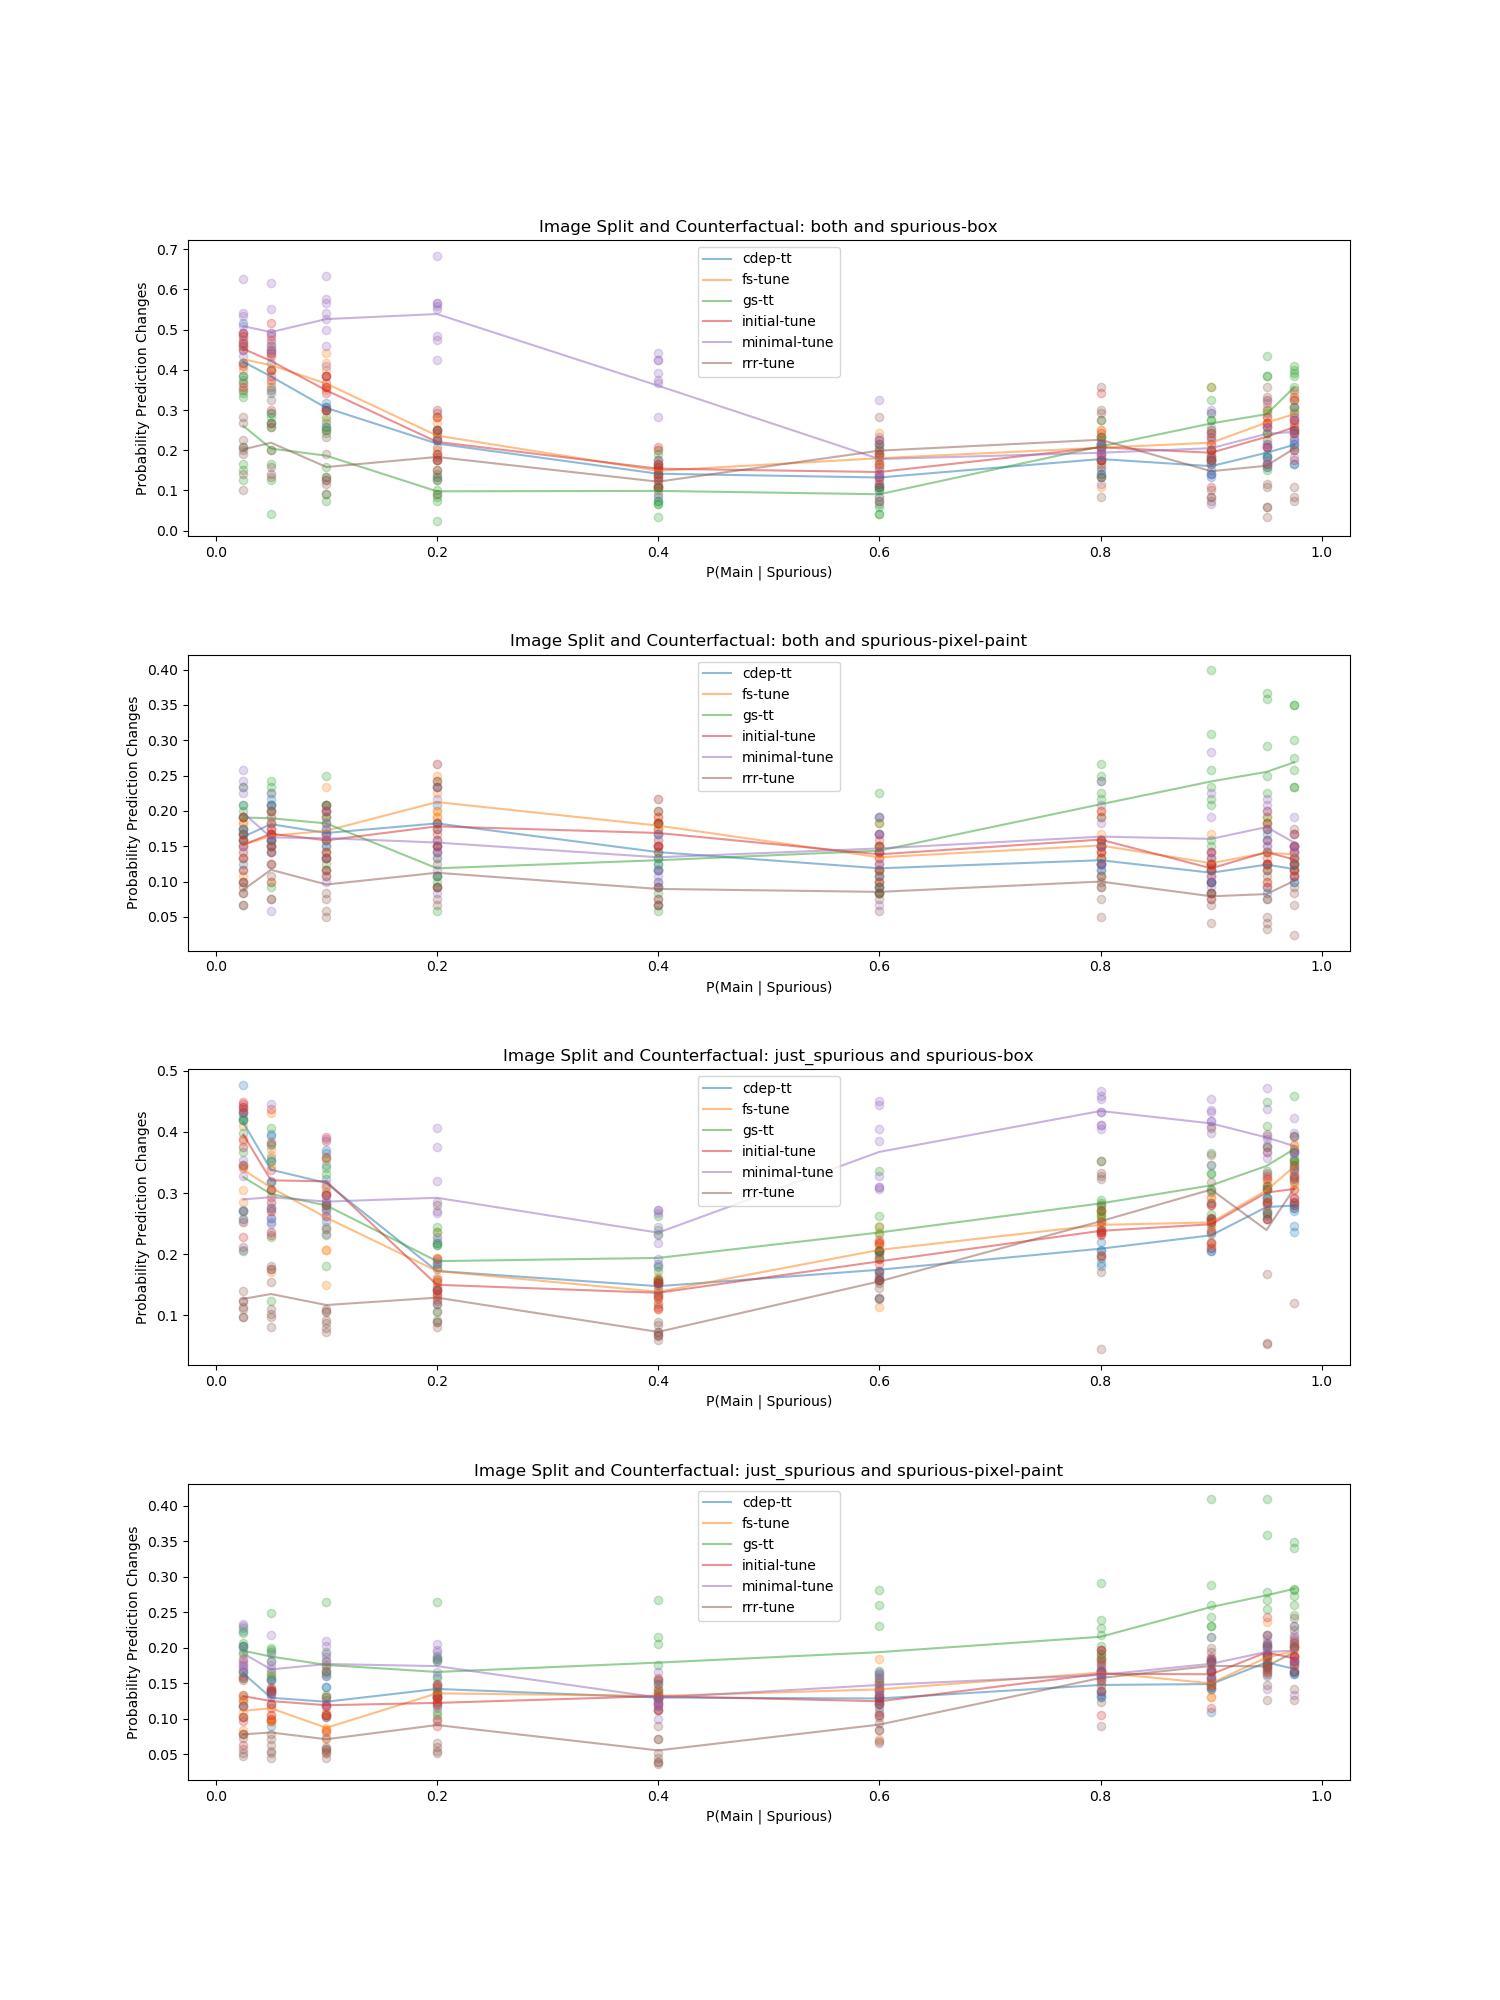 Image Split and Counterfactual: both and spurious-box
Probability Prediction Changes
0.7
0.6
0.5
0.4
0.3
0.2
0.1
0.0
cdep-tt
fs-tune
gs-tt
initial-tune
minimal-tune
rrr-tune
0.0 0.2 0.4 0.6 0.8 1.0
P(Main | Spurious)
Image Split and Counterfactual: both and spurious-pixel-paint
Probability Prediction Changes
0.40
0.35
0.30
0.25
0.20
0.15
0.10
0.05
cdep-tt
fs-tune
gs-tt
initial-tune
minimal-tune
rrr-tune
0.0 0.2 0.4 0.6 0.8 1.0
P(Main | Spurious)
Image Split and Counterfactual: just_spurious and spurious-box
Probability Prediction Changes
0.5
0.4
0.3
0.2
0.1
cdep-tt
fs-tune
gs-tt
initial-tune
minimal-tune
rrr-tune
0.0 0.2 0.4 0.6 0.8 1.0
P(Main | Spurious)
Image Split and Counterfactual: just_spurious and spurious-pixel-paint
Probability Prediction Changes
0.40
0.35
0.30
0.25
0.20
0.15
0.10
0.05
cdep-tt
fs-tune
gs-tt
initial-tune
minimal-tune
rrr-tune
0.0 0.2 0.4 0.6 0.8 1.0
P(Main | Spurious)